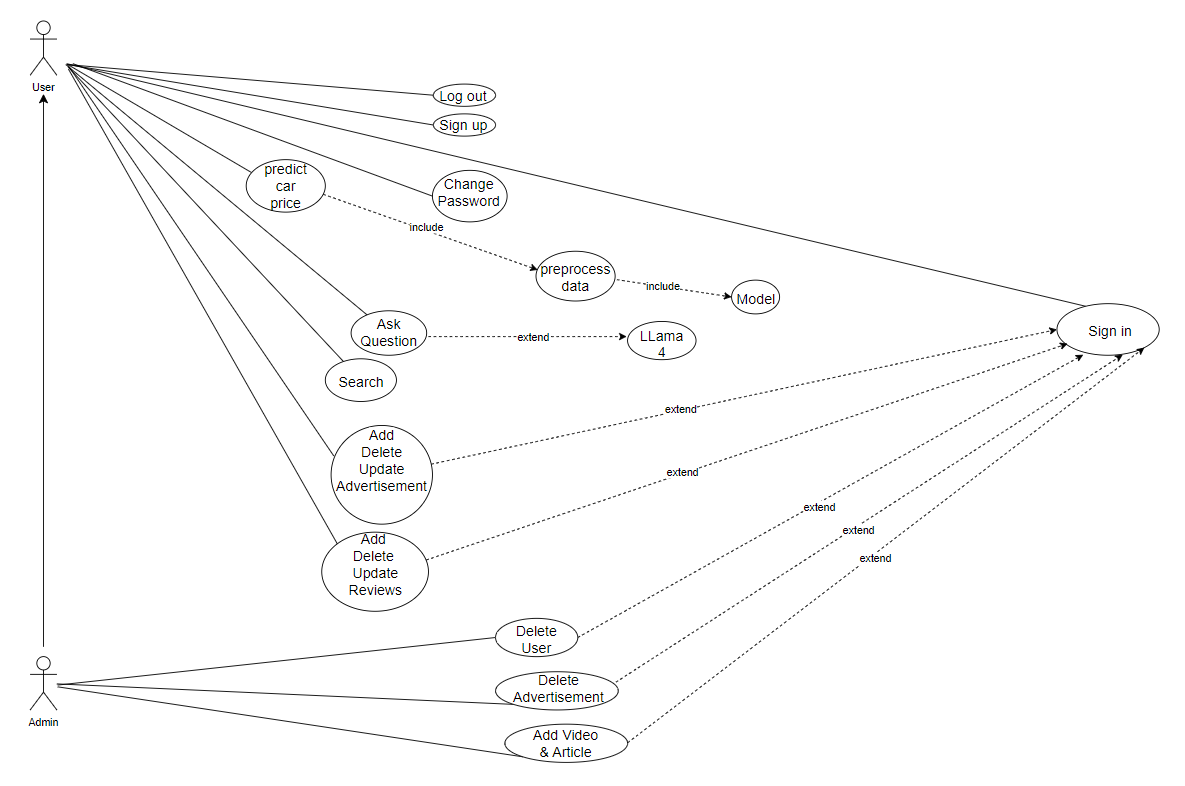 User
Log out
Sign up
predict
car
price
Change
Password
include
preprocess
data
include
Model
Ask
Question
extend
LLama
4
Sign in
Search
extend
Add
Delete
Update
Advertisement
extend
Add
Delete
Update
Reviews
extend
extend
extend
Delete
User
Admin
Delete
Advertisement
Add Video
& Article